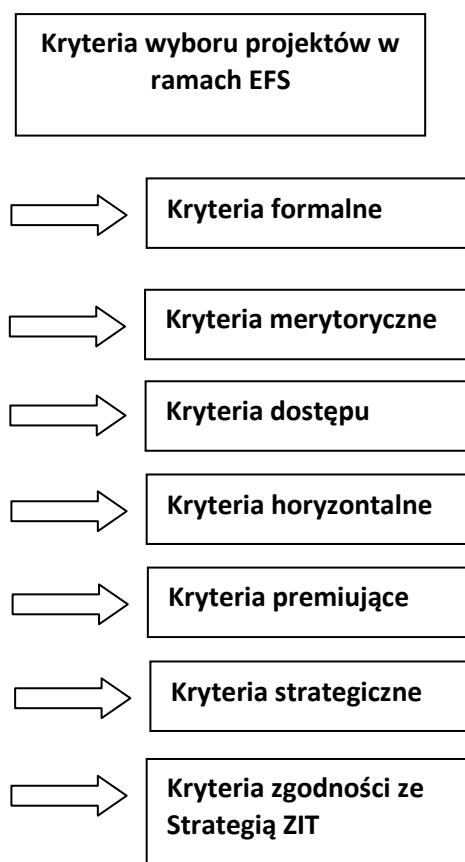 Kryteria wyboru projektów w
ramach EFS
Kryteria formalne
Kryteria merytoryczne
Kryteria dostępu
Kryteria horyzontalne
Kryteria premiujące
Kryteria strategiczne
Kryteria zgodności ze
Strategią ZIT